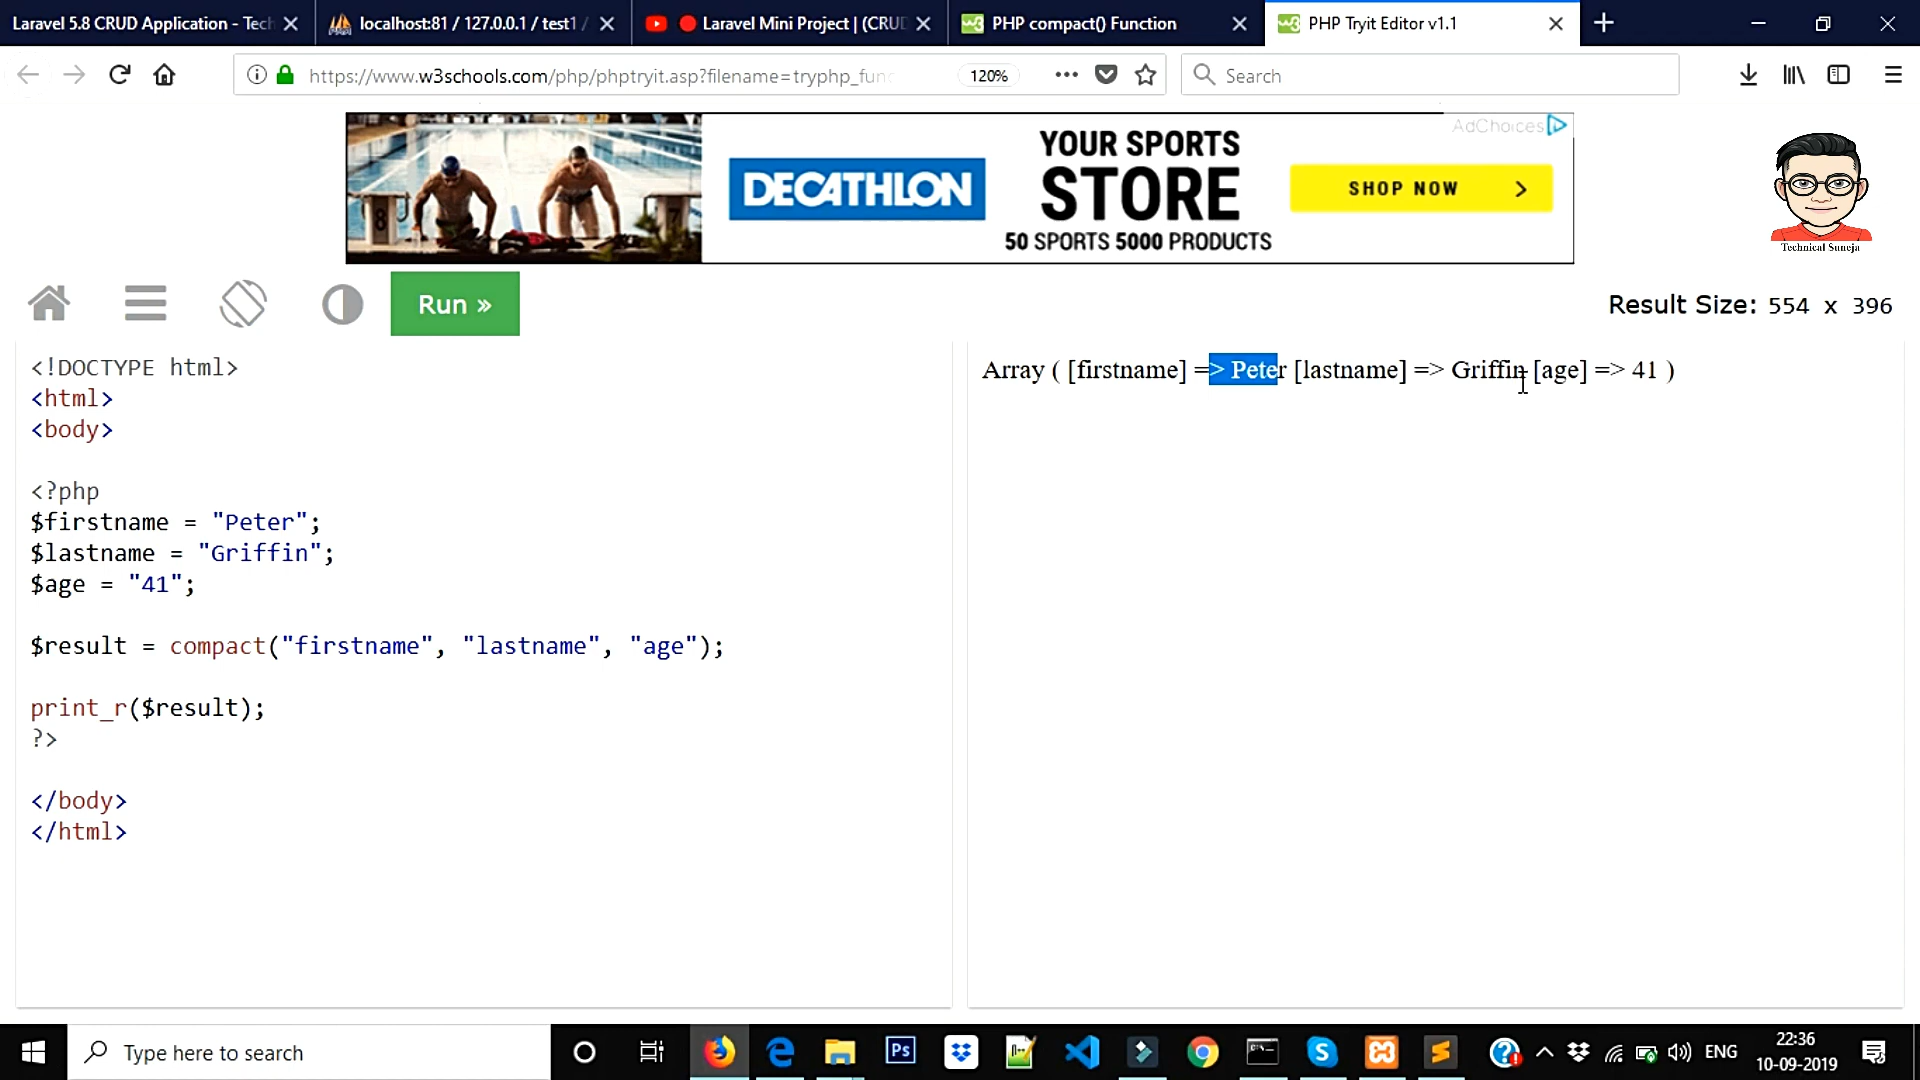 Laravel 5.8 CRUD Application - Tech
localhost:81 / 127.0.0.1 / test1 /
Laravel Mini Project | (CRUD
PHP compact() Function
PHP Tryit Editor v1.1
https://www.w3schools.com/php/phptryit.asp?filename=tryphp_func
120%
Search
AdChoices
8
7
DECATHLON
YOUR SPORTS
STORE
50 SPORTS 5000 PRODUCTS
SHOP NOW
Technical Suneja
Run »
Result Size: 554 x 396
<!DOCTYPE html>
<html>
<body>
<?php
$firstname = "Peter";
$lastname = "Griffin";
$age = "41";
$result = compact("firstname", "lastname", "age");
print_r($result);
?>
</body>
</html>
Array ( [firstname] => Peter [lastname] => Griffin [age] => 41 )
Type here to search
Ps
ENG
22:36
10-09-2019